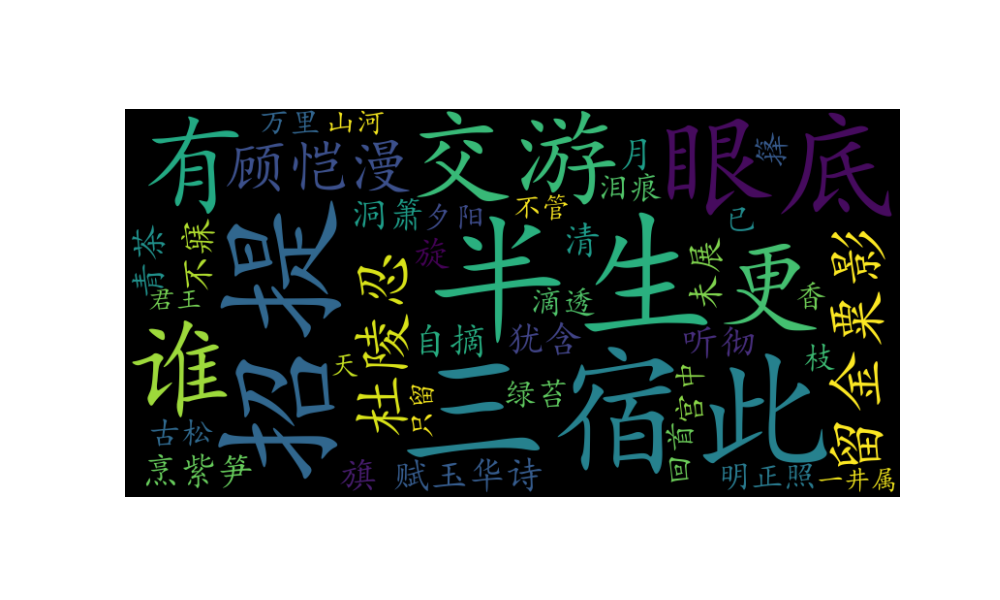 万里
山河
有
顾恺漫
交游
月
泪痕
眼底
箨
洞箫
夕阳
不管
已
青茶
不寐
招提
旋
忍
半生
清
未展
更
影
君王
滴透
香
粟
谁
天
杜陵
自摘
犹含
听彻
枝
只留
三宿
绿苔
回首宫中
此
留金
古松
烹紫笋
旗
赋玉华诗
明正照
一井属